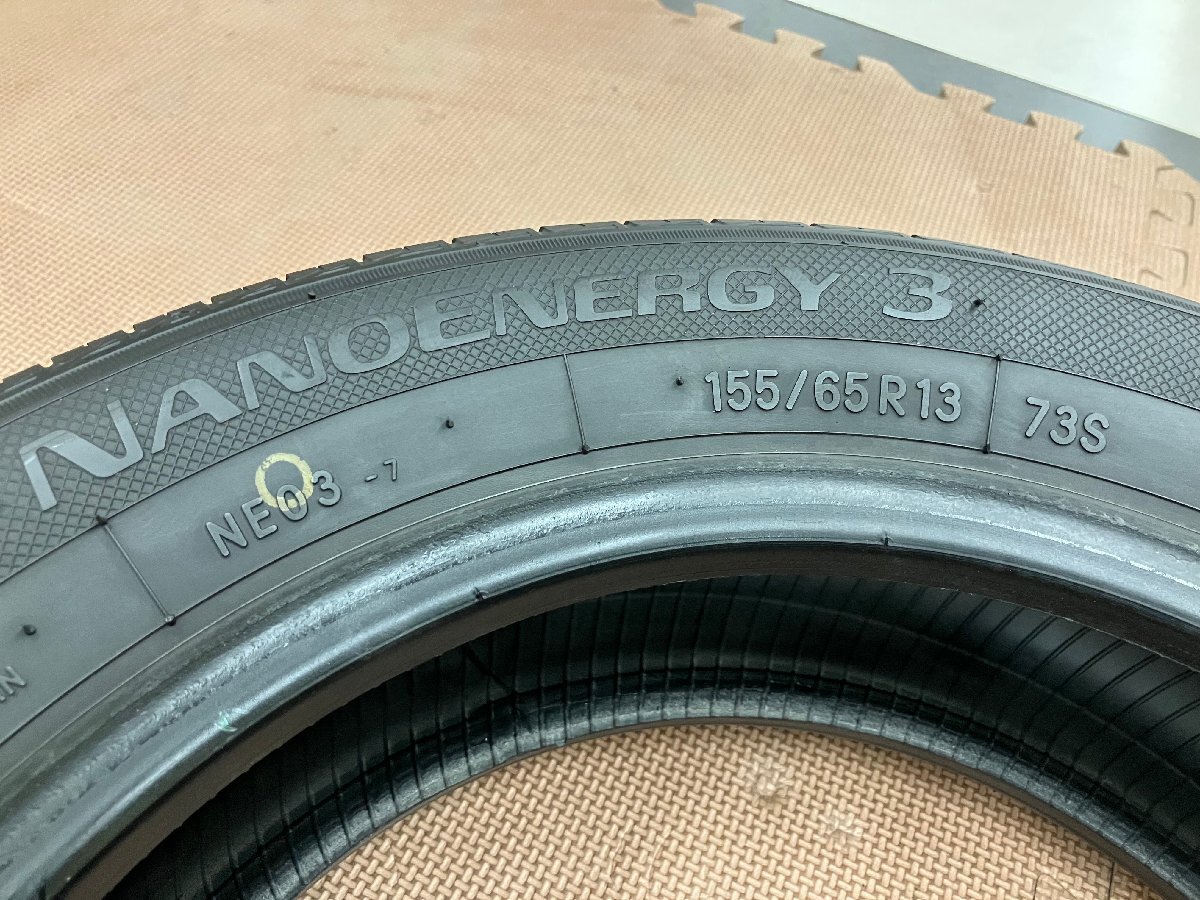 NANOENERGY 3
NE03 -7
155/65R13
73S